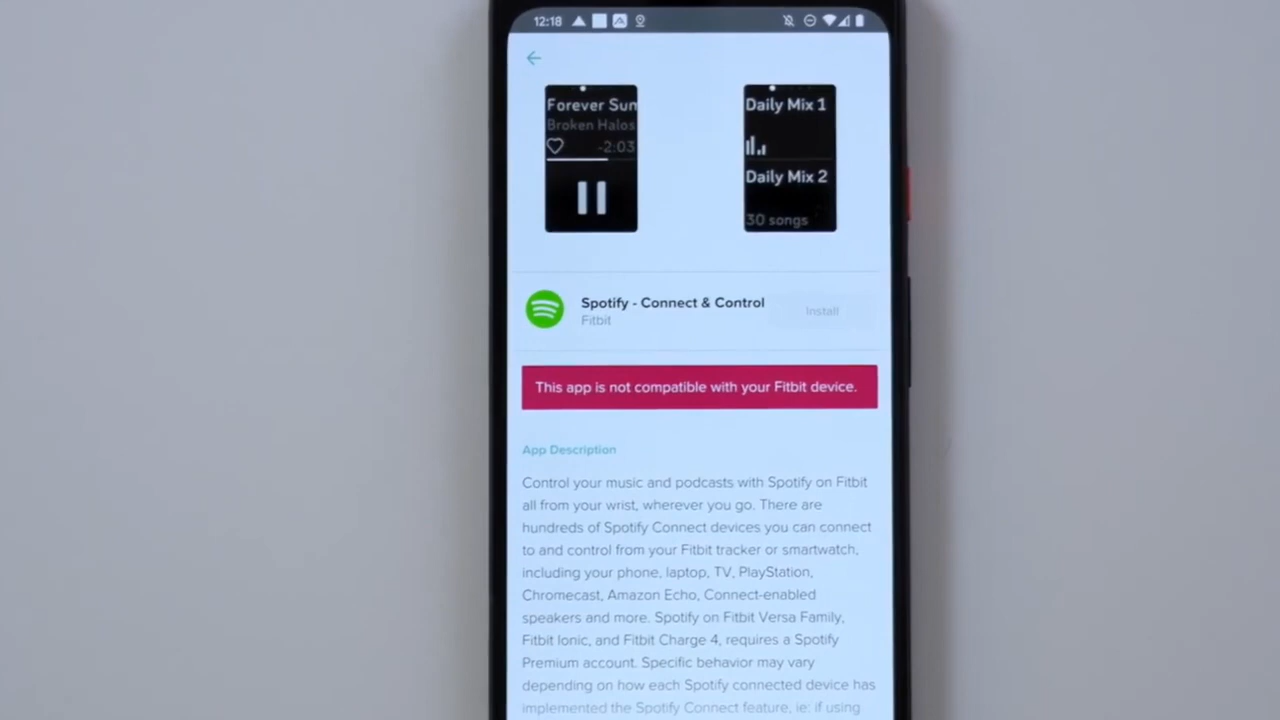 12:18
Forever Sun
Broken Halos
-2:03
Daily Mix 1
Daily Mix 2
30 songs
Spotify - Connect & Control
Fitbit
Install
This app is not compatible with your Fitbit device.
App Description
Control your music and podcasts with Spotify on Fitbit
all from your wrist, wherever you go. There are
hundreds of Spotify Connect devices you can connect
to and control from your Fitbit tracker or smartwatch,
including your phone, laptop, TV, PlayStation,
Chromecast, Amazon Echo, Connect-enabled
speakers and more. Spotify on Fitbit Versa Family,
Fitbit Ionic, and Fitbit Charge 4, requires a Spotify
Premium account. Specific behavior may vary
depending on how each Spotify connected device has
implemented the Spotify Connect feature, ie: if using